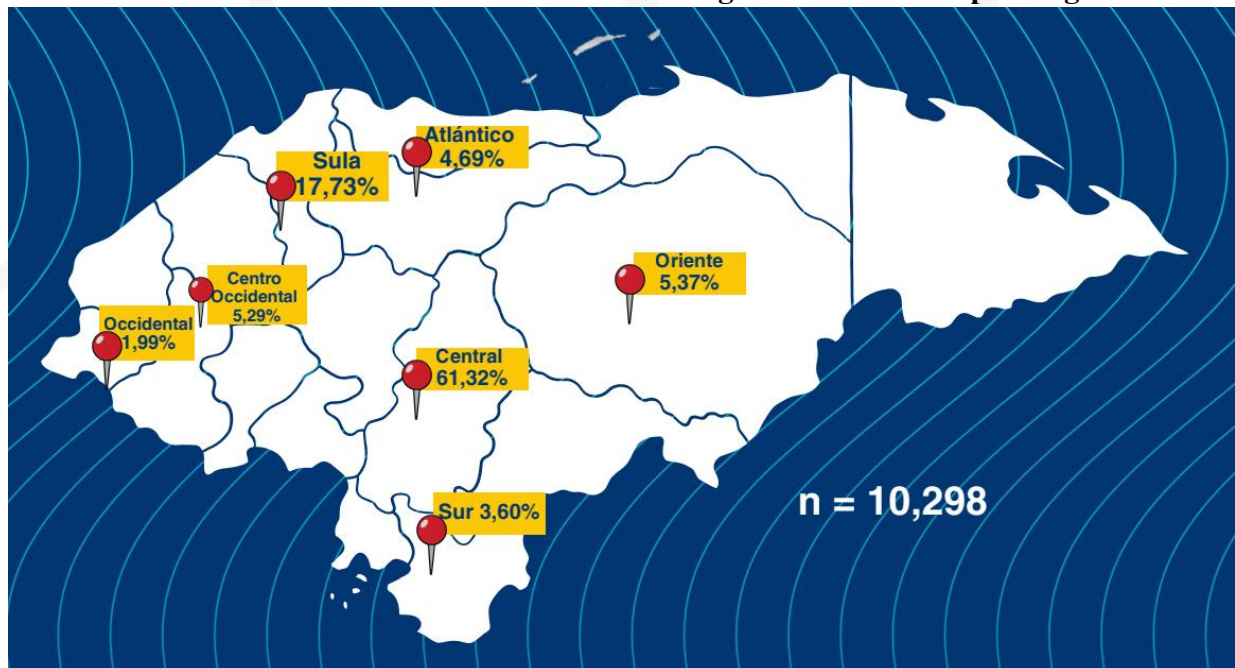 Atlántico
4,69%
Sula
17,73%
Oriente
5,37%
Centro
Occidental
5,29%
Occidental
1,99%
Central
61,32%
Sur 3,60%
n = 10,298